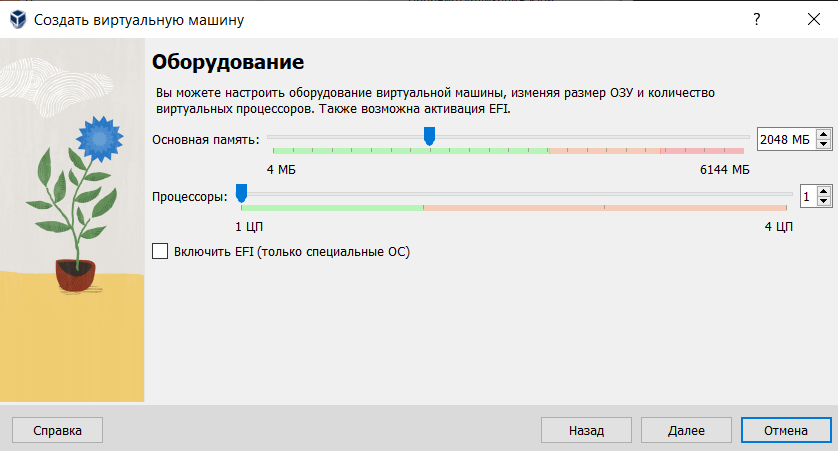 Создать виртуальную машину
?
Оборудование
Вы можете настроить оборудование виртуальной машины, изменяя размер ОЗУ и количество
виртуальных процессоров. Также возможна активация EFI.
Основная память:
2048 МБ
4 МБ
6144 МБ
Процессоры:
1
1 ЦП
4 ЦП
Включить EFI (только специальные ОС)
Справка
Назад
Далее
Отмена